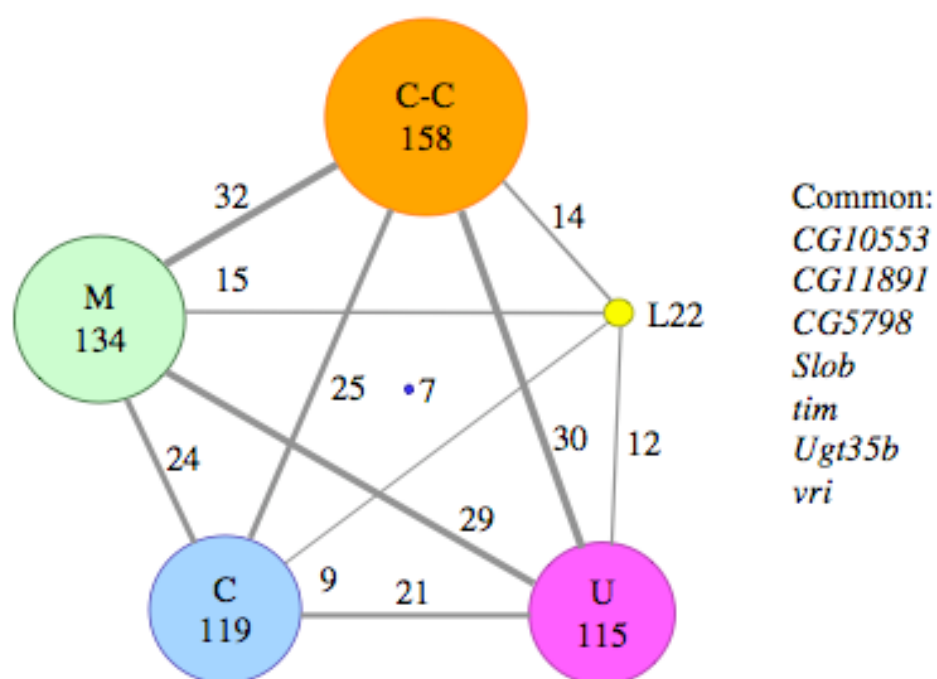 C-C
158
32
14
Common:
CG10553
CG11891
CG5798
Slob
tim
Ugt35b
vri
M
134
15
L22
25
7
24
30
12
29
C
119
9
21
U
115